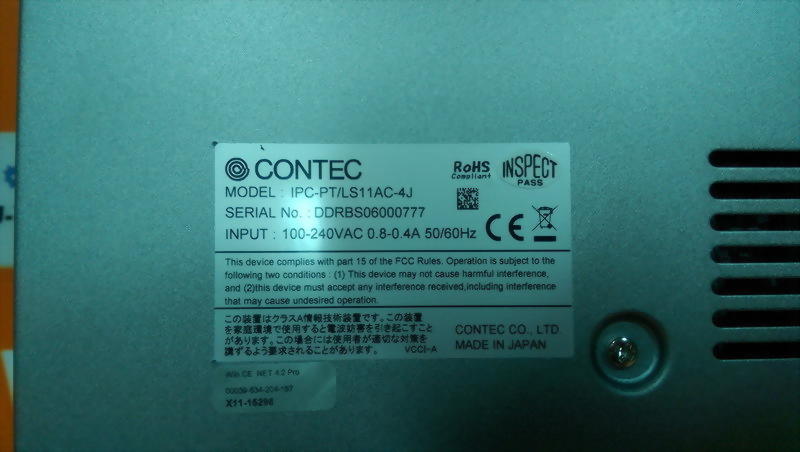 CONTEC
RoHS
Compliant
INSPECT
PASS
MODEL : IPC-PT/LS11AC-4J
SERIAL No. : DDRBS06000777
INPUT : 100-240VAC 0.8-0.4A 50/60Hz
CE
This device complies with part 15 of the FCC Rules. Operation is subject to the
following two conditions : (1) This device may not cause harmful interference,
and (2)this device must accept any interference received,including interference
that may cause undesired operation.
この装置はクラスA情報技術装置です。この装置
を家庭環境で使用すると電波妨害を引き起こすこと
があります。この場合には使用者が適切な対策を
講ずるよう要求されることがあります。 VCCI-A
CONTEC CO., LTD.
MADE IN JAPAN
Win CE .NET 4.2 Pro
X11-15298